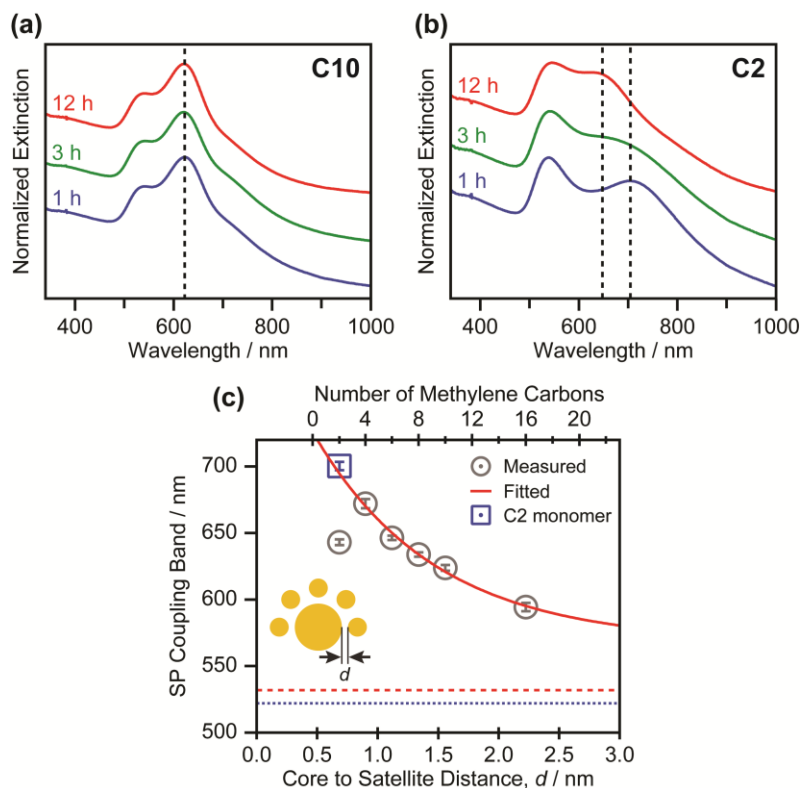 (a)
C10
12 h
3 h
1 h
Normalized Extinction
400 600 800 1000
Wavelength / nm
(b)
C2
12 h
3 h
1 h
Normalized Extinction
400 600 800 1000
Wavelength / nm
(c)
Number of Methylene Carbons
0 4 8 12 16 20
SP Coupling Band / nm
700
650
600
550
500
Measured
Fitted
C2 monomer
d
0.0 0.5 1.0 1.5 2.0 2.5 3.0
Core to Satellite Distance, d / nm